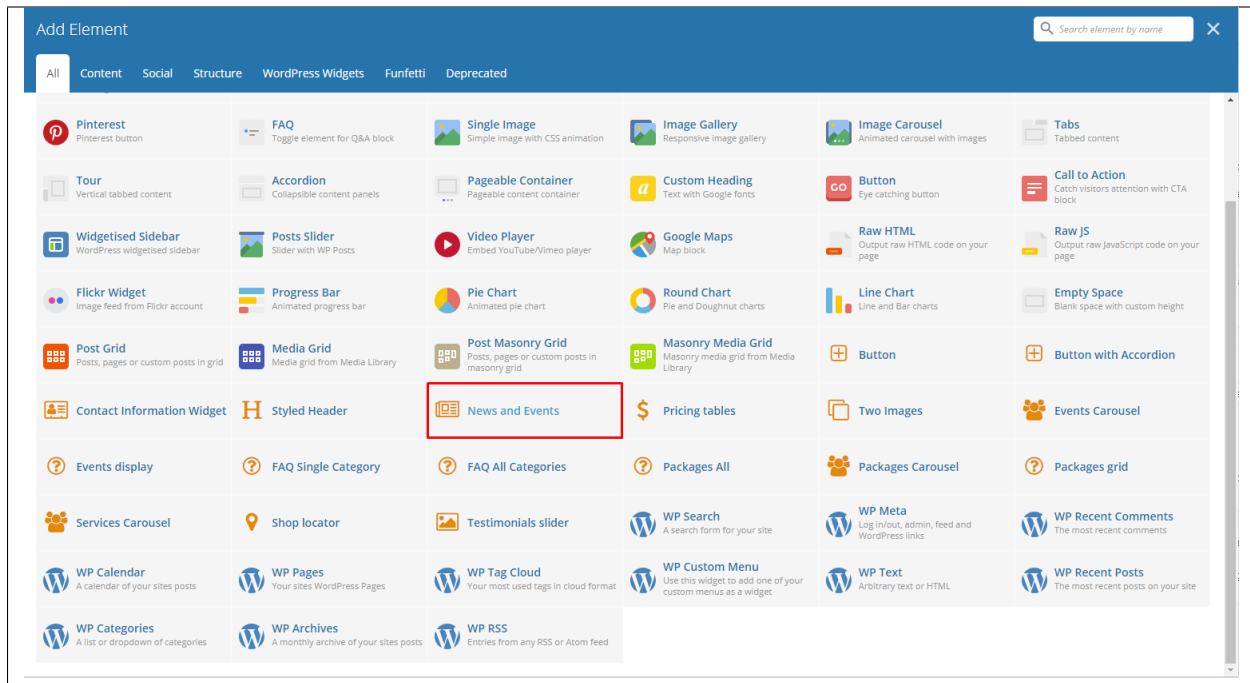 Add Element
Search element by name
All Content Social Structure WordPress Widgets Funfetti Deprecated
Pinterest
Pinterest button
FAQ
Toggle element for Q&A block
Single Image
Simple image with CSS animation
Image Gallery
Responsive image gallery
Image Carousel
Animated carousel with images
Tabs
Tabbed content
Tour
Vertical tabbed content
Accordion
Collapsible content panels
Pageable Container
Pageable content container
Custom Heading
Text with Google fonts
GO
Button
Eye catching button
Call to Action
Catch visitors attention with CTA
block
Widgetised Sidebar
WordPress widgetised sidebar
Posts Slider
Slider with WP Posts
Video Player
Embed YouTube/Vimeo player
Google Maps
Map block
Raw HTML
Output raw HTML code on your
page
Raw JS
Output raw JavaScript code on your
page
Flickr Widget
Image feed from Flickr account
Progress Bar
Animated progress bar
Pie Chart
Animated pie chart
Round Chart
Pie and Doughnut charts
Line Chart
Line and Bar charts
Empty Space
Blank space with custom height
Post Grid
Posts, pages or custom posts in grid
Media Grid
Media grid from Media Library
Post Masonry Grid
Posts, pages or custom posts in
masonry grid
Masonry Media Grid
Masonry media grid from Media
Library
Button
Button with Accordion
Contact Information Widget
Styled Header
News and Events
Pricing tables
Two Images
Events Carousel
Events display
FAQ Single Category
FAQ All Categories
Packages All
Packages Carousel
Packages grid
Services Carousel
Shop locator
Testimonials slider
WP Search
A search form for your site
WP Meta
Log in/out, admin, feed and
WordPress links
WP Recent Comments
The most recent comments
WP Calendar
A calendar of your sites posts
WP Pages
Your sites WordPress Pages
WP Tag Cloud
Your most used tags in cloud format
WP Custom Menu
Use this widget to add one of your
custom menus as a widget
WP Text
Arbitrary text or HTML
WP Recent Posts
The most recent posts on your site
WP Categories
A list or dropdown of categories
WP Archives
A monthly archive of your sites posts
WP RSS
Entries from any RSS or Atom feed